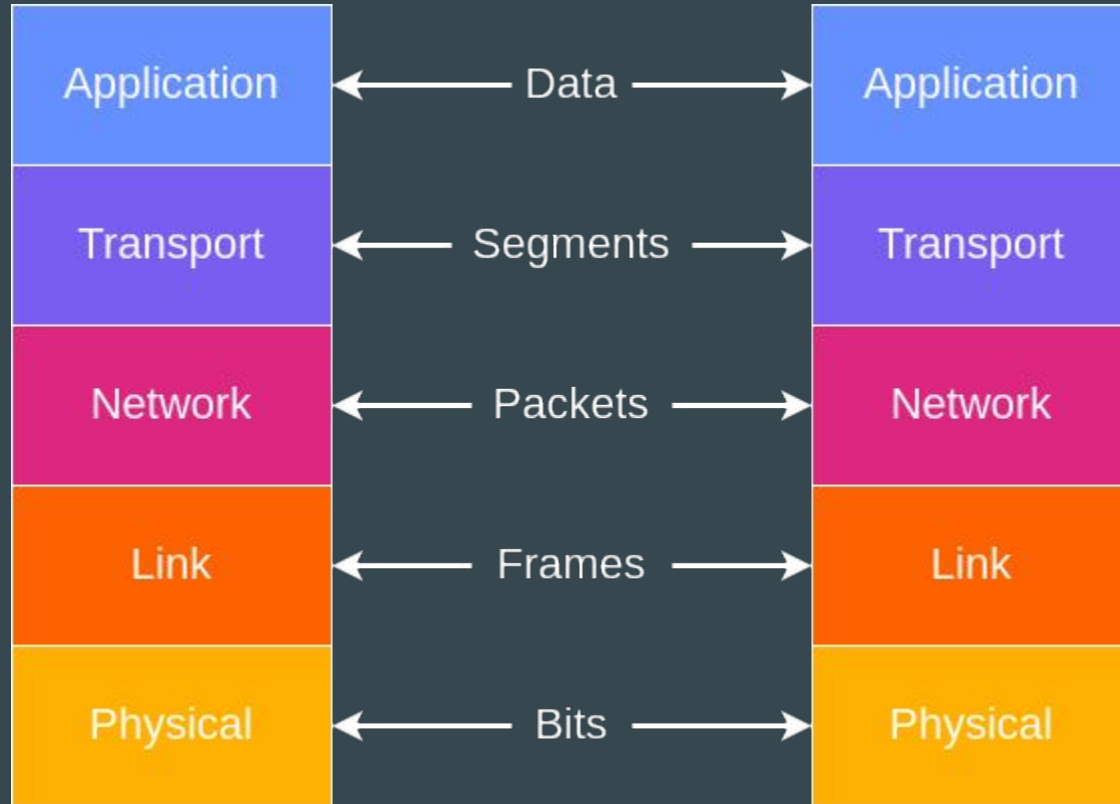 Application Data Application
Transport Segments Transport
Network Packets Network
Link Frames Link
Physical Bits Physical